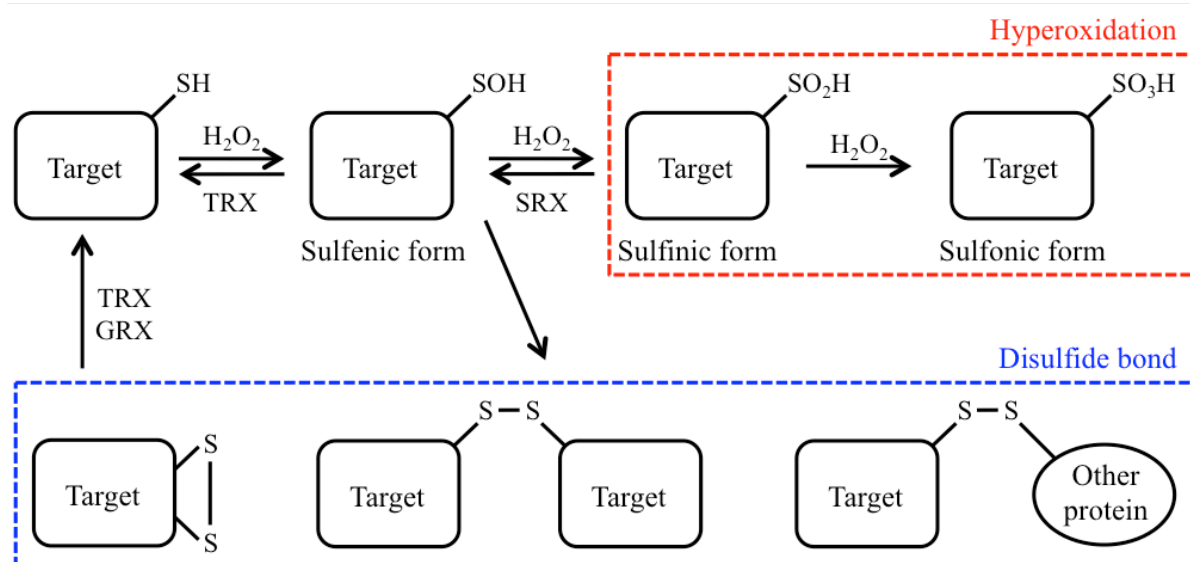 Hyperoxidation
SH
SOH
SO₂H
SO₃H
Target
H₂O₂
TRX
Target
H₂O₂
SRX
Target
H₂O₂
Target
Sulfenic form
Sulfinic form
Sulfonic form
TRX
GRX
Disulfide bond
Target
S
S
Target
S
S
Target
Target
S
S
Other
protein